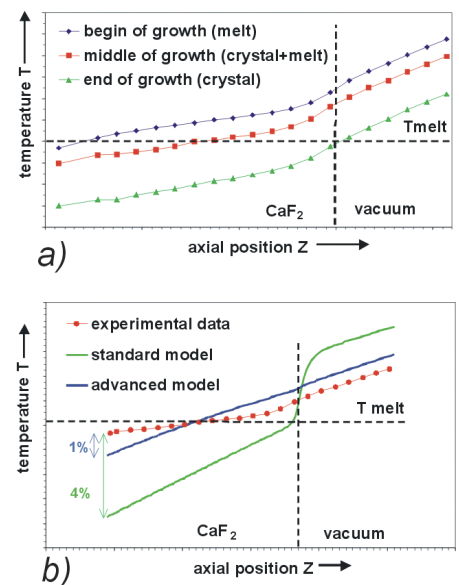 temperature T
begin of growth (melt)
middle of growth (crystal+melt)
end of growth (crystal)
Tmelt
CaF2
vacuum
axial position Z
a)
temperature T
experimental data
standard model
advanced model
T melt
1%
4%
CaF2
vacuum
axial position Z
b)